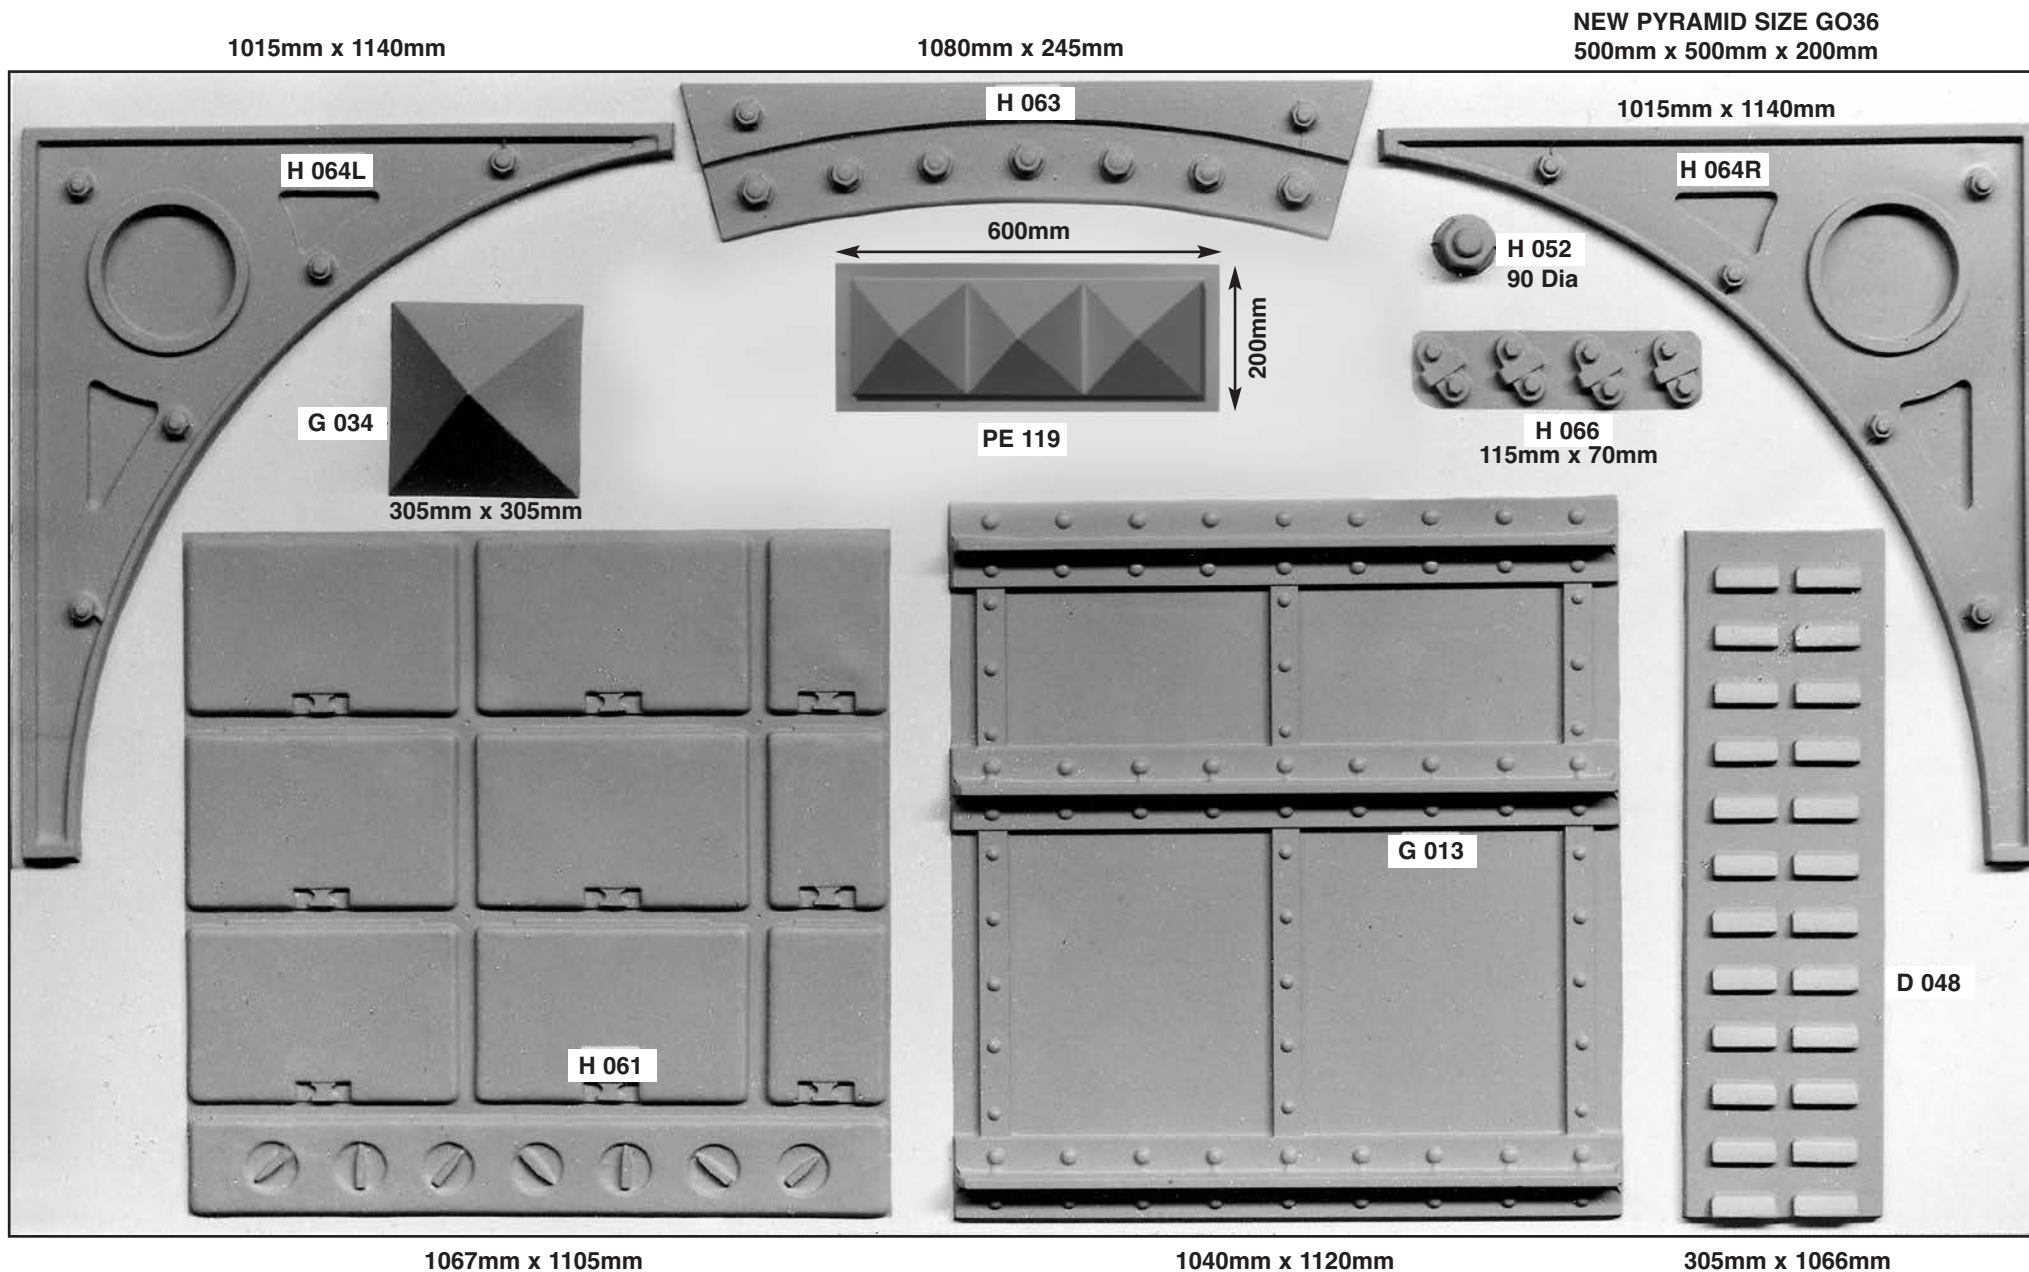 NEW PYRAMID SIZE GO36
1015mm x 1140mm
1080mm x 245mm
500mm x 500mm x 200mm
H 063
1015mm x 1140mm
H 064L
H 064R
600mm
H 052
90 Dia
200mm
G 034
PE 119
H 066
115mm x 70mm
305mm x 305mm
G 013
D 048
H 061
1067mm x 1105mm
1040mm x 1120mm
305mm x 1066mm